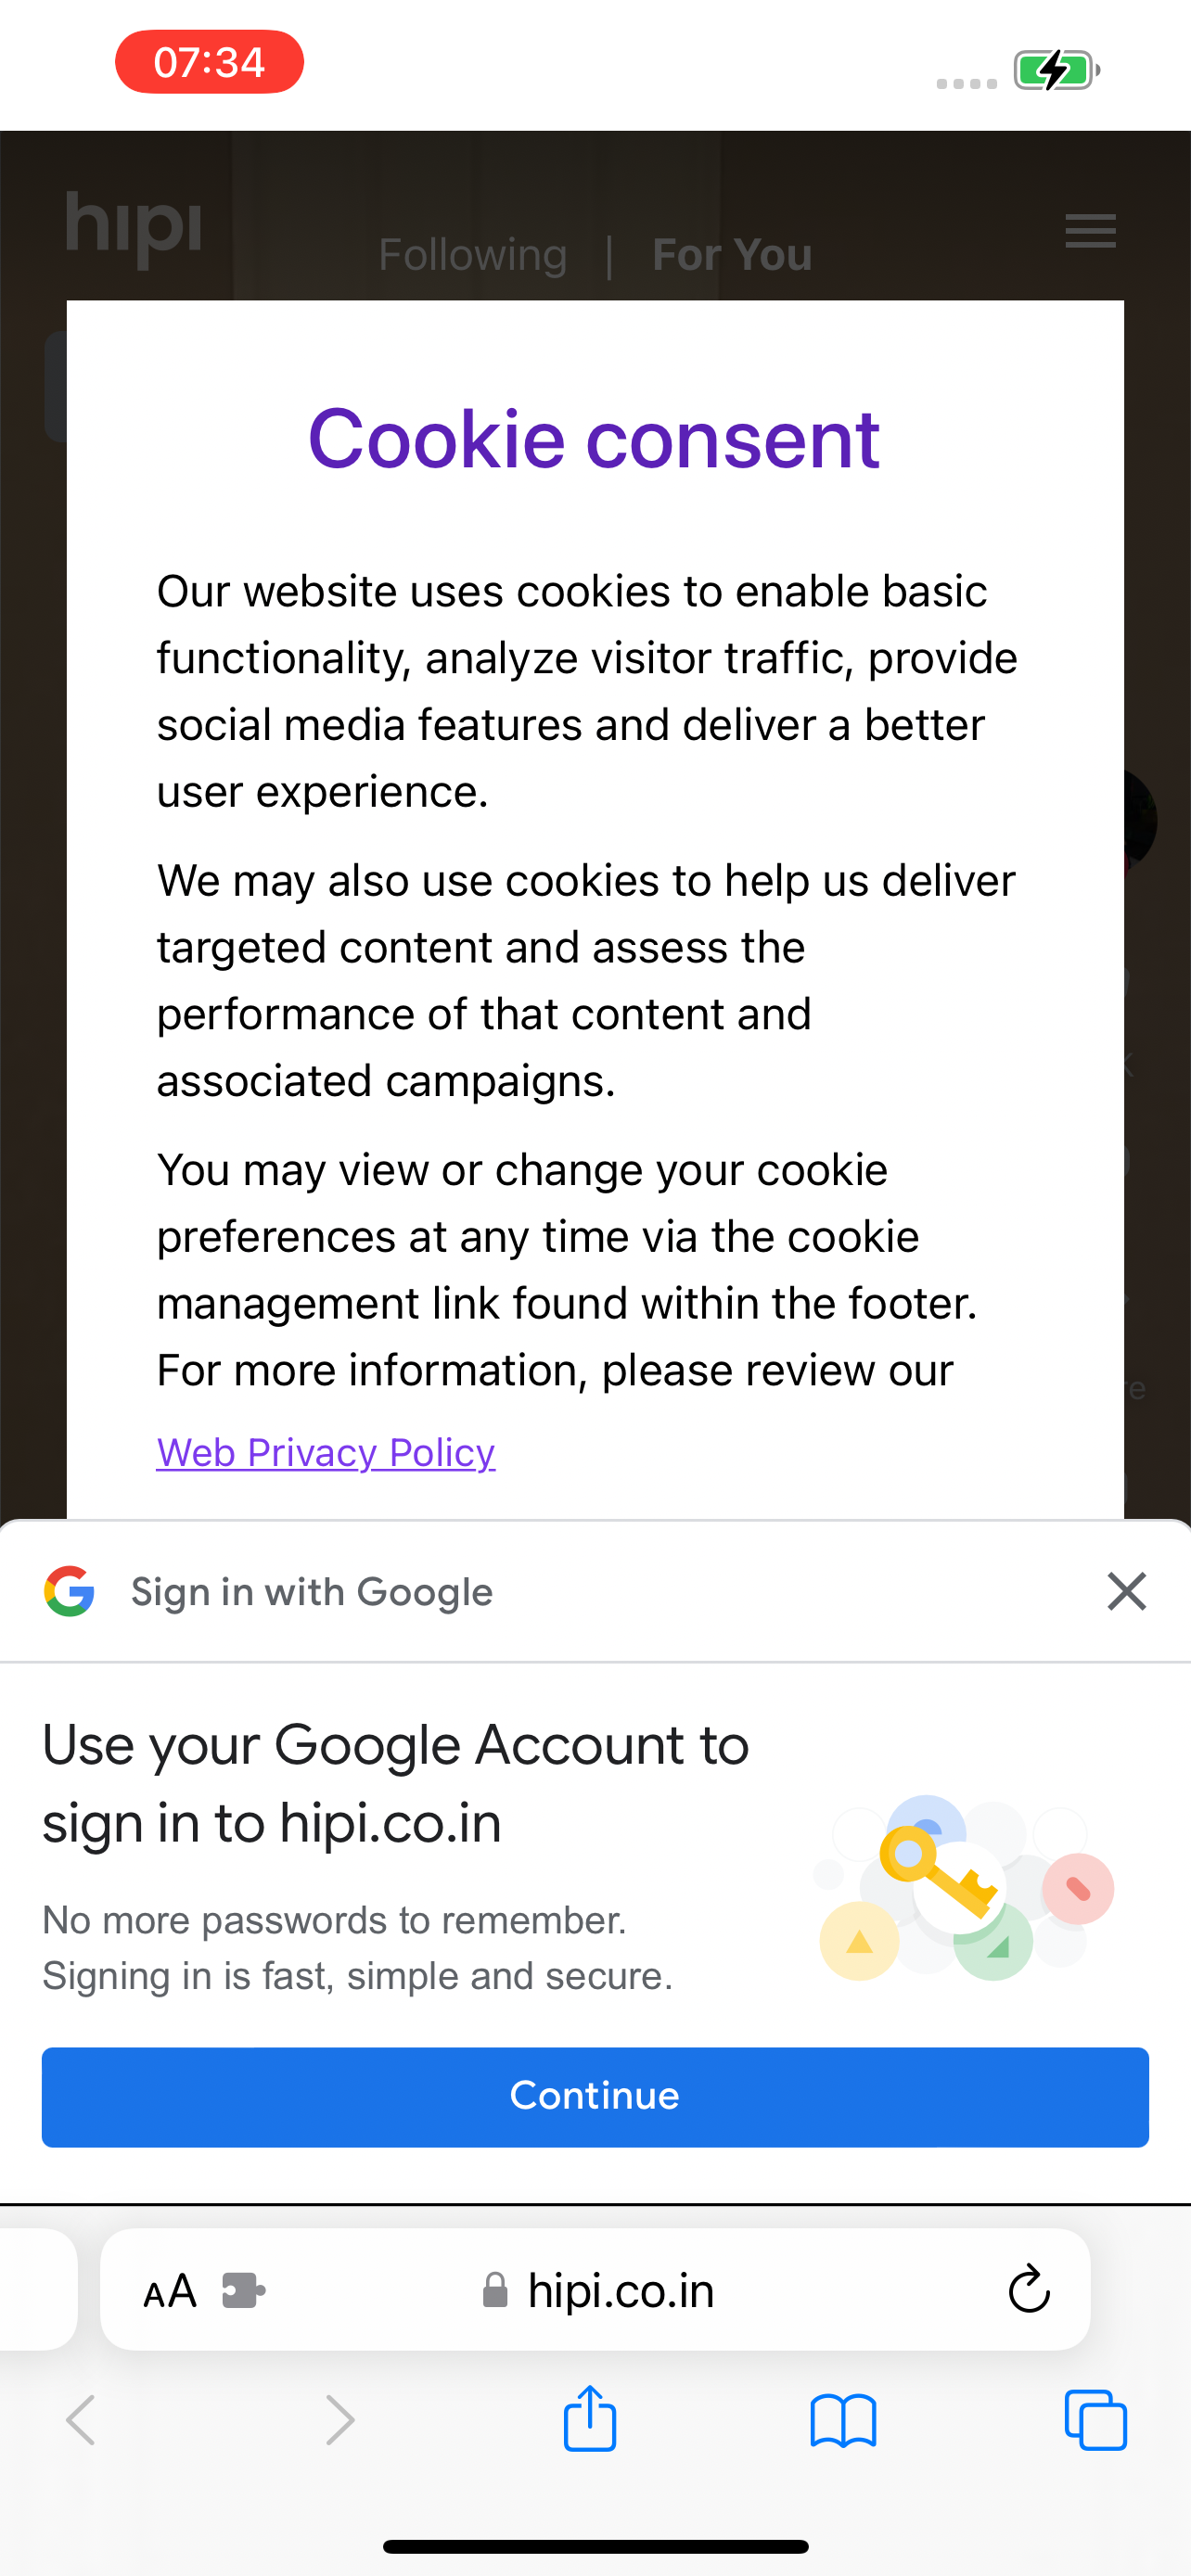 07:34
hipi
Following | For You
Cookie consent
Our website uses cookies to enable basic
functionality, analyze visitor traffic, provide
social media features and deliver a better
user experience.
We may also use cookies to help us deliver
targeted content and assess the
performance of that content and
associated campaigns.
You may view or change your cookie
preferences at any time via the cookie
management link found within the footer.
For more information, please review our
Web Privacy Policy
Sign in with Google
Use your Google Account to
sign in to hipi.co.in
No more passwords to remember.
Signing in is fast, simple and secure.
Continue
AA hipi.co.in